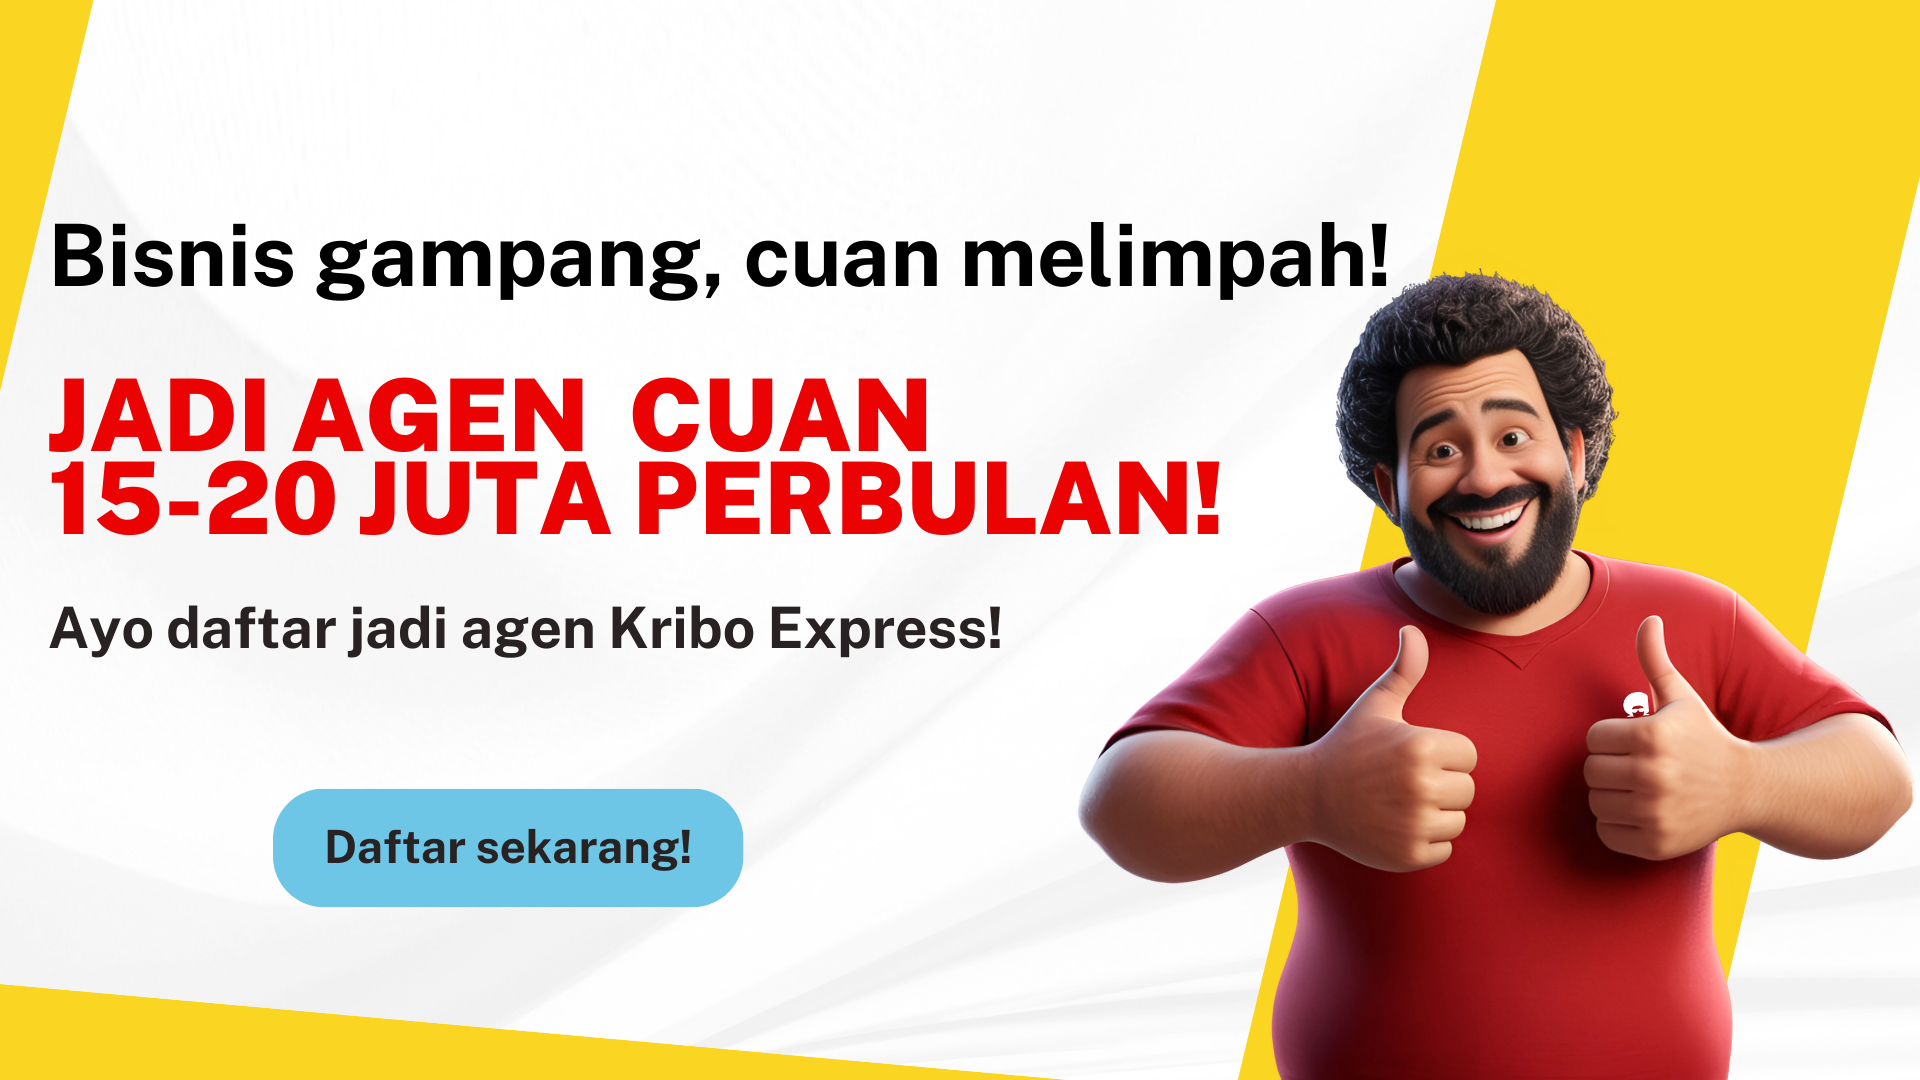 Bisnis gampang, cuan melimpah!
JADI AGEN CUAN
15-20 JUTA PERBULAN!
Ayo daftar jadi agen Kribo Express!
Daftar sekarang!